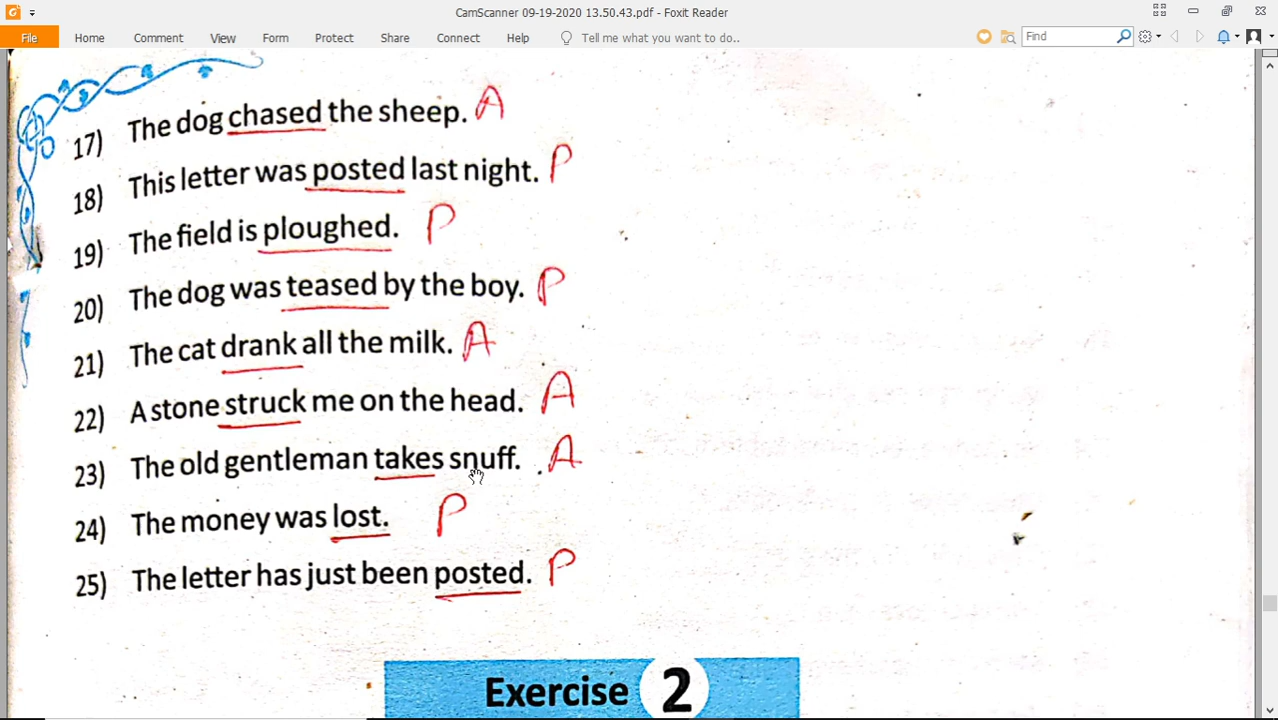 CamScanner 09-19-2020 13.50.43.pdf - Foxit Reader
File Home Comment View Form Protect Share Connect Help Tell me what you want to do.. Find
17) The dog chased the sheep. A
18) This letter was posted last night. P
19) The field is ploughed. P
20) The dog was teased by the boy. P
21) The cat drank all the milk. A
22) A stone struck me on the head. A
23) The old gentleman takes snuff. A
24) The money was lost. P
25) The letter has just been posted. P
Exercise 2